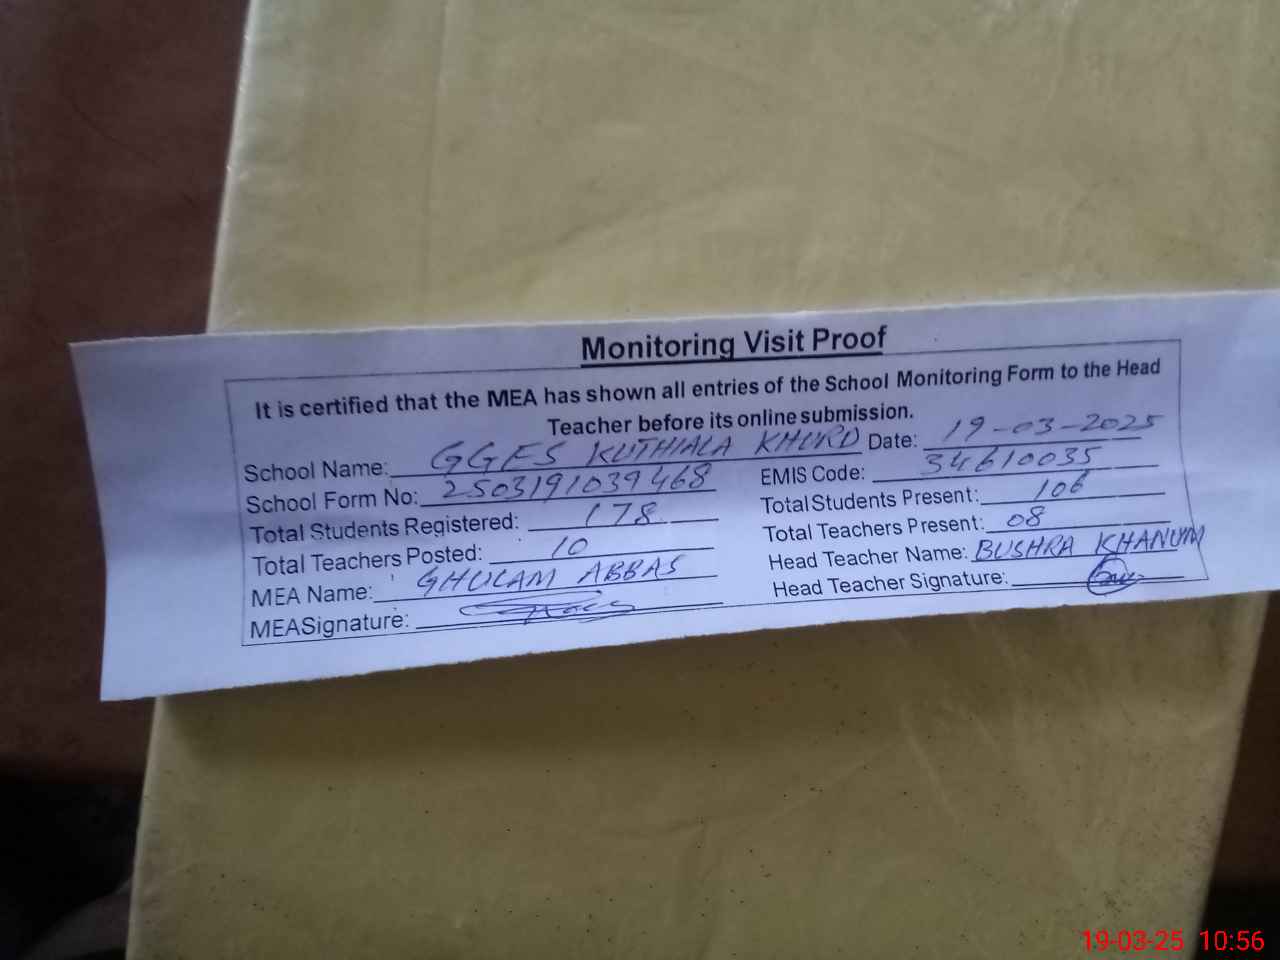 Monitoring Visit Proof
It is certified that the MEA has shown all entries of the School Monitoring Form to the Head
Teacher before its online submission.
School Name: GGES KUTHIALA KHURD Date: 19-03-2025
School Form No: 2503191039468 EMIS Code: 34610035
Total Students Registered: 178 Total Students Present: 106
Total Teachers Posted: 10 Total Teachers Present: 08
MEA Name: GHULAM ABBAS Head Teacher Name: BUSHRA KHANUM
MEA Signature: Head Teacher Signature:
19-03-25 10:56